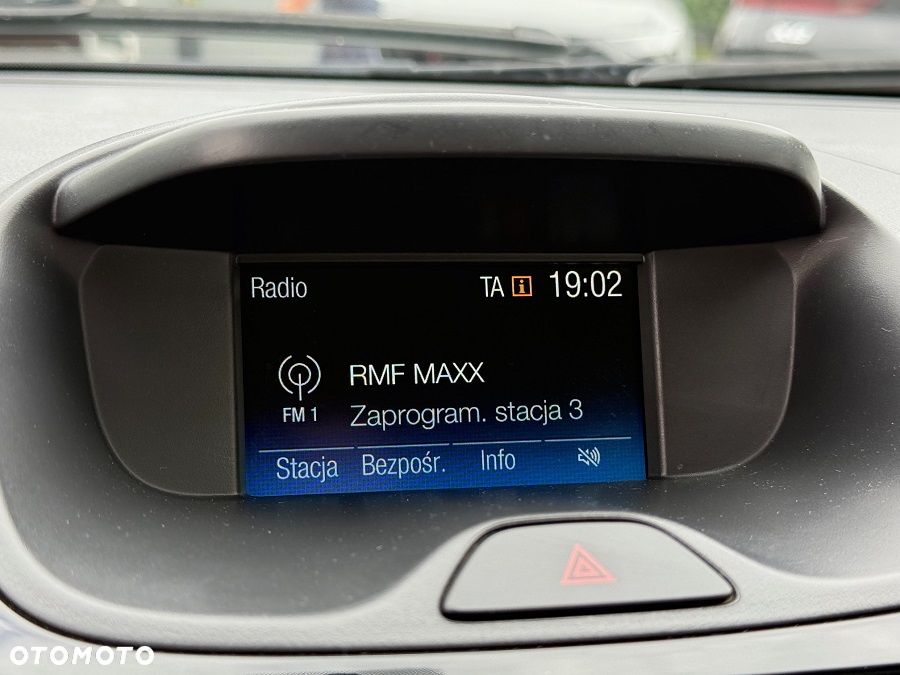 Radio TA i 19:02
RMF MAXX
FM 1
Zaprogram. stacja 3
Stacja Bezpośr. Info
OTOMOTO